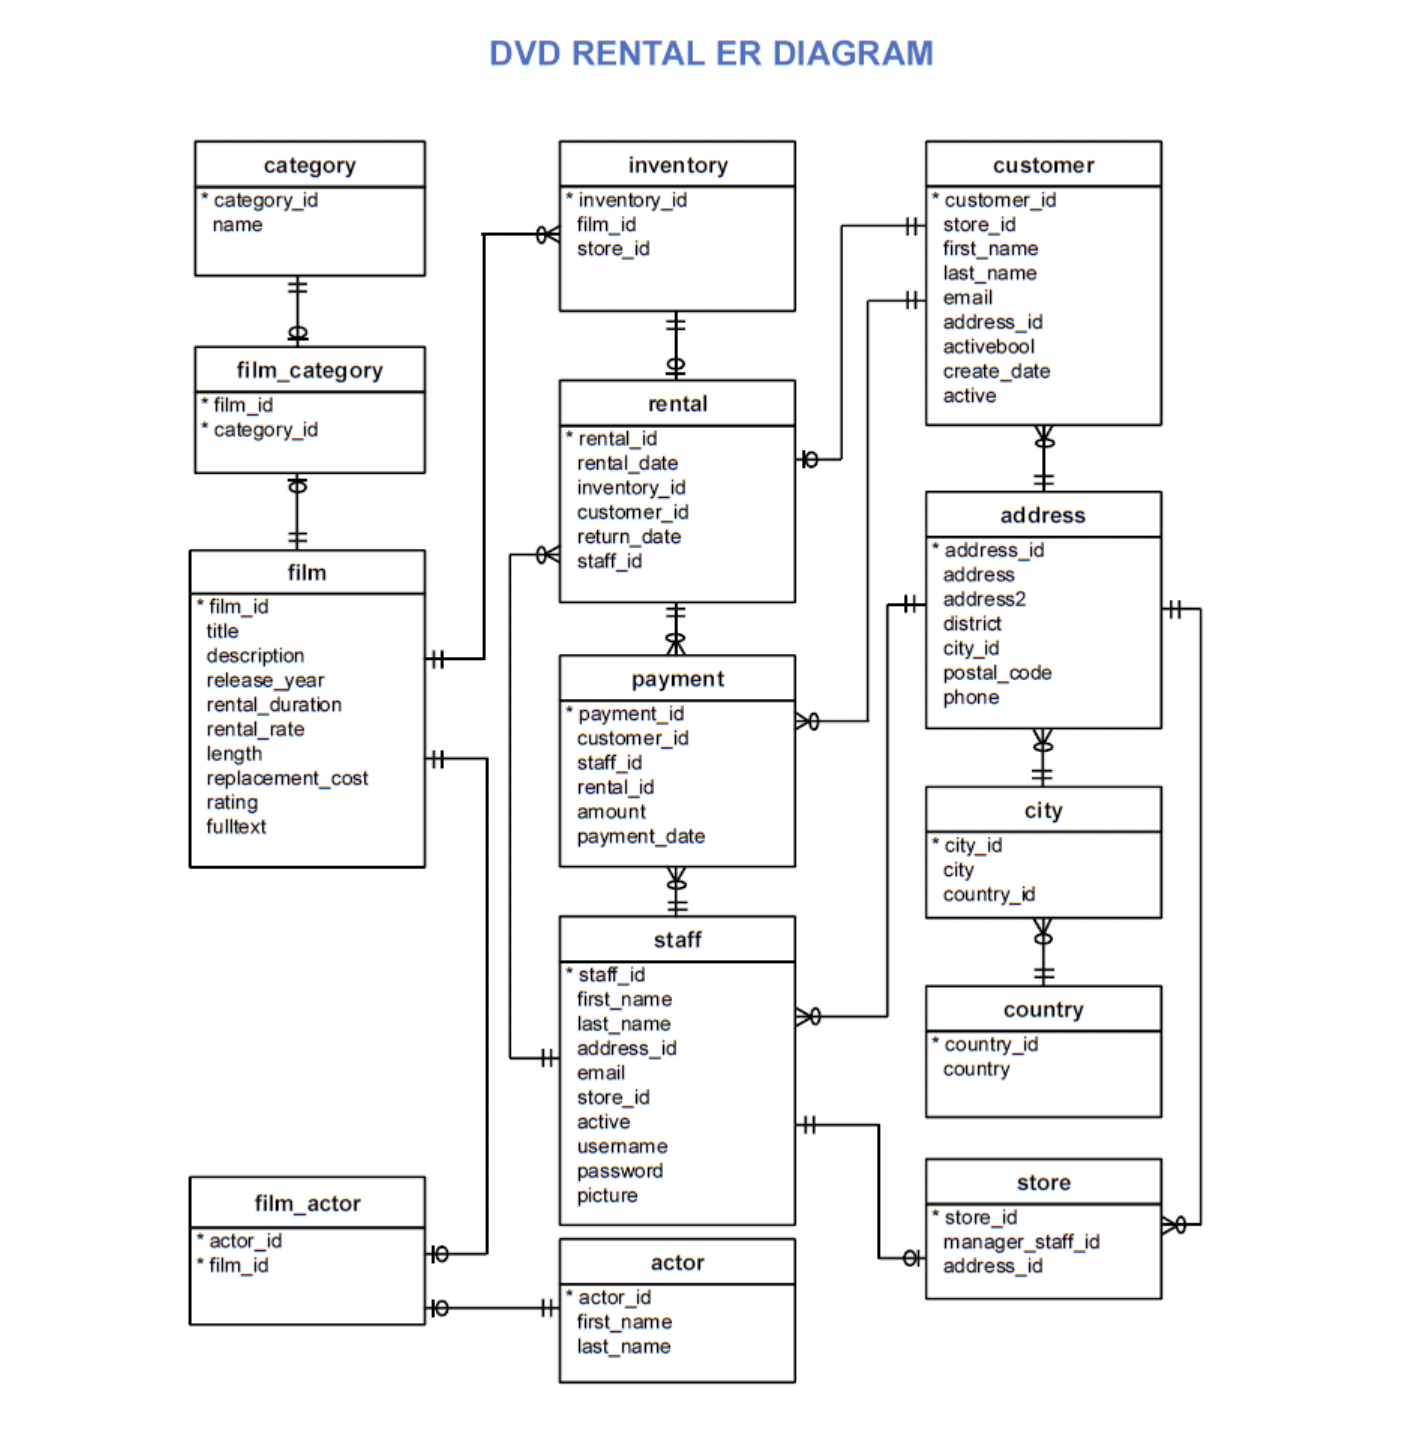 DVD RENTAL ER DIAGRAM
category
* category_id
name
film_category
* film_id
* category_id
film
* film_id
title
description
release_year
rental_duration
rental_rate
length
replacement_cost
rating
fulltext
film_actor
* actor_id
* film_id
inventory
* inventory_id
film_id
store_id
rental
* rental_id
rental_date
inventory_id
customer_id
return_date
staff_id
payment
* payment_id
customer_id
staff_id
rental_id
amount
payment_date
staff
* staff_id
first_name
last_name
address_id
email
store_id
active
username
password
picture
actor
* actor_id
first_name
last_name
customer
* customer_id
store_id
first_name
last_name
email
address_id
activebool
create_date
active
address
* address_id
address
address2
district
city_id
postal_code
phone
city
* city_id
city
country_id
country
* country_id
country
store
* store_id
manager_staff_id
address_id